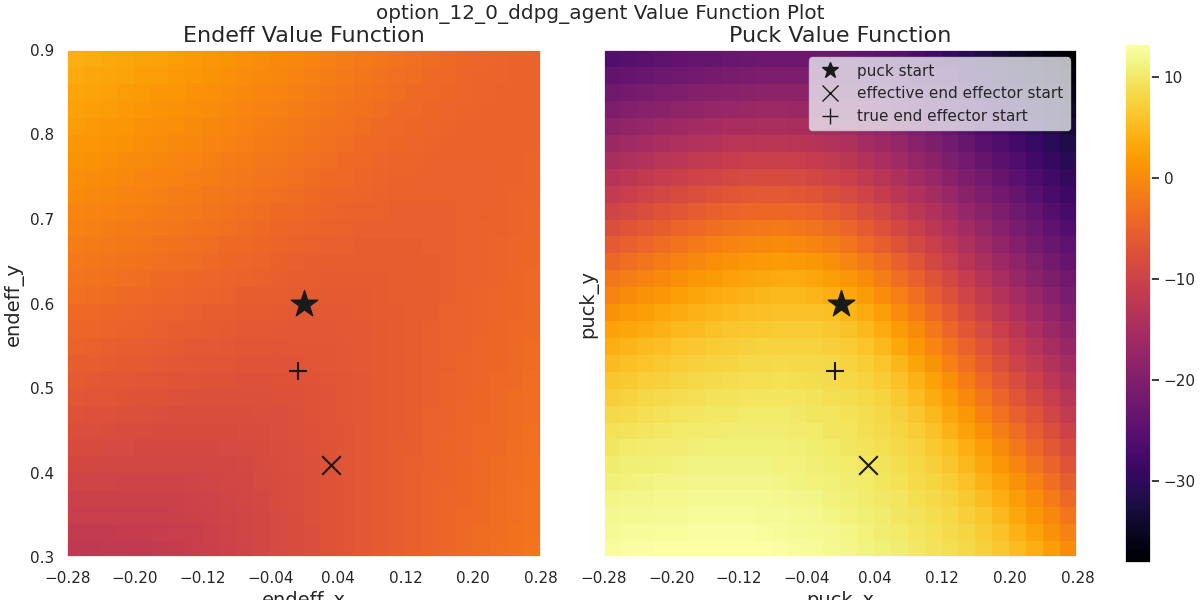 option_12_0_ddpg_agent Value Function Plot
Endeff Value Function
Puck Value Function
0.9
0.8
0.7
0.6
0.5
0.4
0.3
endeff_y
−0.28 −0.20 −0.12 −0.04 0.04 0.12 0.20 0.28
endeff_x
puck_y
puck start
effective end effector start
true end effector start
−0.28 −0.20 −0.12 −0.04 0.04 0.12 0.20 0.28
puck_x
10
0
−10
−20
−30